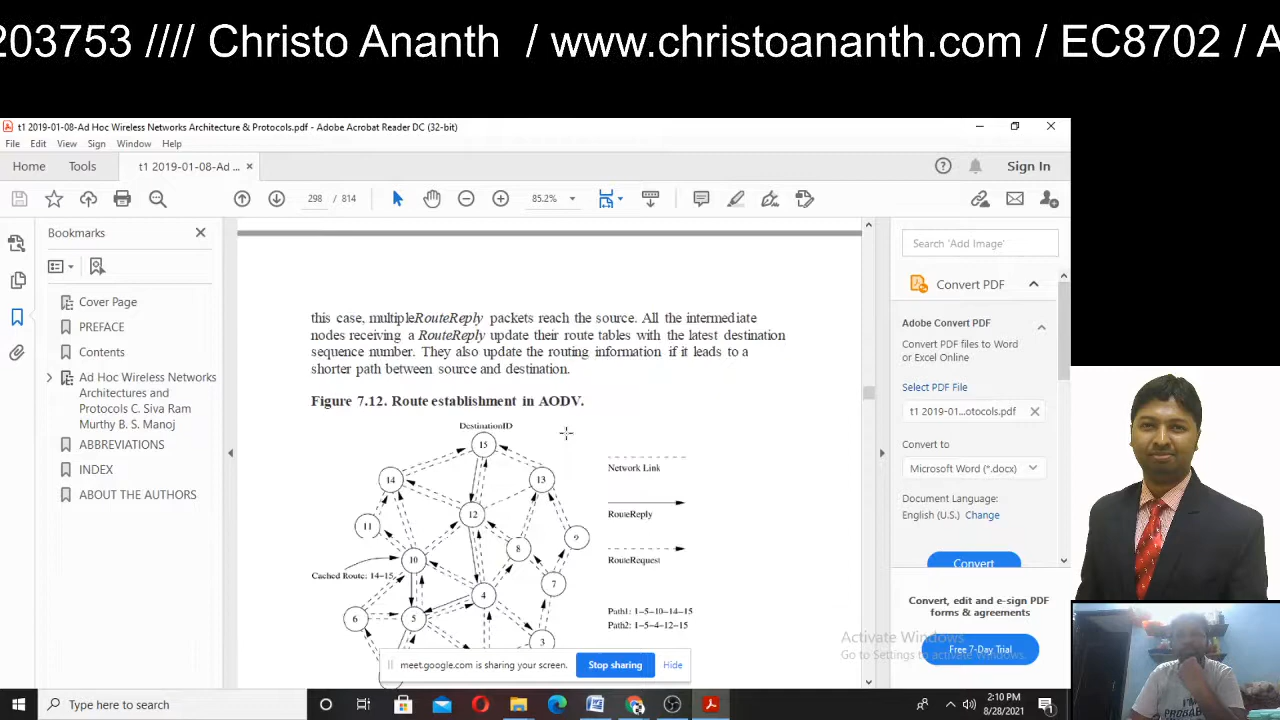 203753 //// Christo Ananth / www.christoananth.com / EC8702 / A
t1 2019-01-08-Ad Hoc Wireless Networks Architecture & Protocols.pdf - Adobe Acrobat Reader DC (32-bit)
File Edit View Sign Window Help
Home Tools t1 2019-01-08-Ad ... × Sign In
298 / 814 85.2%
Bookmarks
Cover Page
PREFACE
Contents
Ad Hoc Wireless Networks
Architectures and
Protocols C. Siva Ram
Murthy B. S. Manoj
ABBREVIATIONS
INDEX
ABOUT THE AUTHORS
this case, multipleRouteReply packets reach the source. All the intermediate
nodes receiving a RouteReply update their route tables with the latest destination
sequence number. They also update the routing information if it leads to a
shorter path between source and destination.
Figure 7.12. Route establishment in AODV.
DestinationID
15
14
13
12
11
9
8
10
Cached Route: 14-15
7
4
6
5
3
Network Link
RouteReply
RouteRequest
Path1: 1-5-10-14-15
Path2: 1-5-4-12-15
Search 'Add Image'
Convert PDF
Adobe Convert PDF
Convert PDF files to Word
or Excel Online
Select PDF File
t1 2019-01...otocols.pdf
Convert to
Microsoft Word (*.docx)
Document Language:
English (U.S.) Change
Convert
Convert, edit and e-sign PDF
forms & agreements
Free 7-Day Trial
Activate Windows
Go to Settings to activate Windows.
meet.google.com is sharing your screen. Stop sharing Hide
Type here to search
2:10 PM
8/28/2021